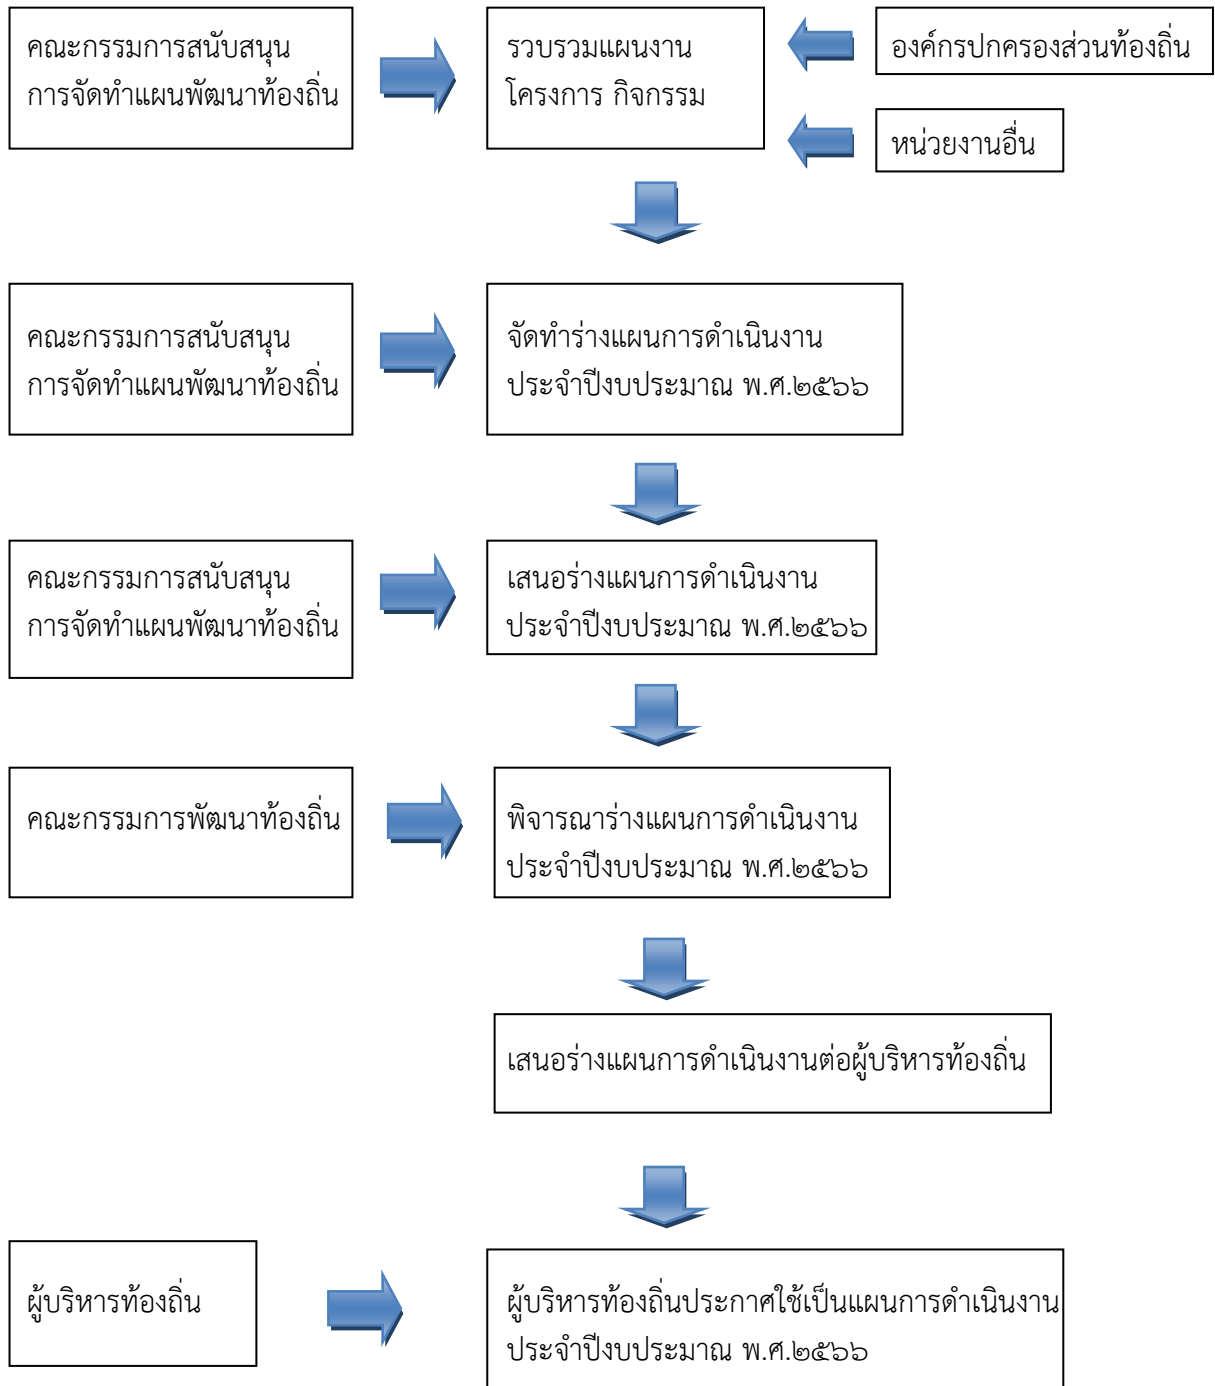 คณะกรรมการสนับสนุน
การจัดทำแผนพัฒนาท้องถิ่น
รวบรวมแผนงาน
โครงการ กิจกรรม
องค์กรปกครองส่วนท้องถิ่น
หน่วยงานอื่น
คณะกรรมการสนับสนุน
การจัดทำแผนพัฒนาท้องถิ่น
จัดทำร่างแผนการดำเนินงาน
ประจำปีงบประมาณ พ.ศ.๒๕๖๖
คณะกรรมการสนับสนุน
การจัดทำแผนพัฒนาท้องถิ่น
เสนอร่างแผนการดำเนินงาน
ประจำปีงบประมาณ พ.ศ.๒๕๖๖
คณะกรรมการพัฒนาท้องถิ่น
พิจารณาร่างแผนการดำเนินงาน
ประจำปีงบประมาณ พ.ศ.๒๕๖๖
เสนอร่างแผนการดำเนินงานต่อผู้บริหารท้องถิ่น
ผู้บริหารท้องถิ่น
ผู้บริหารท้องถิ่นประกาศใช้เป็นแผนการดำเนินงาน
ประจำปีงบประมาณ พ.ศ.๒๕๖๖